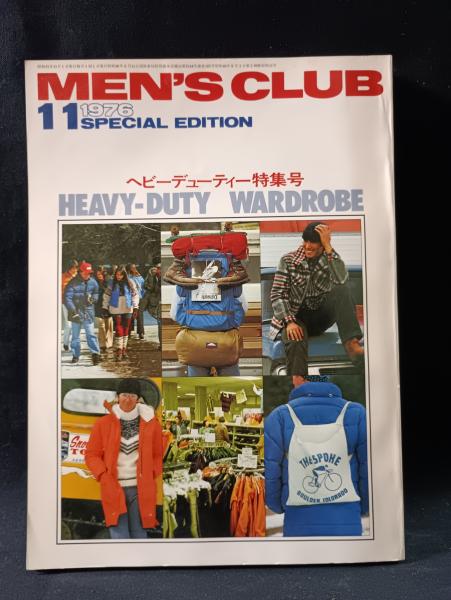 MEN'S CLUB
11 1976
SPECIAL EDITION
ヘビーデューティー特集号
HEAVY-DUTY WARDROBE
THE SPOKE
BOULDER, COLORADO